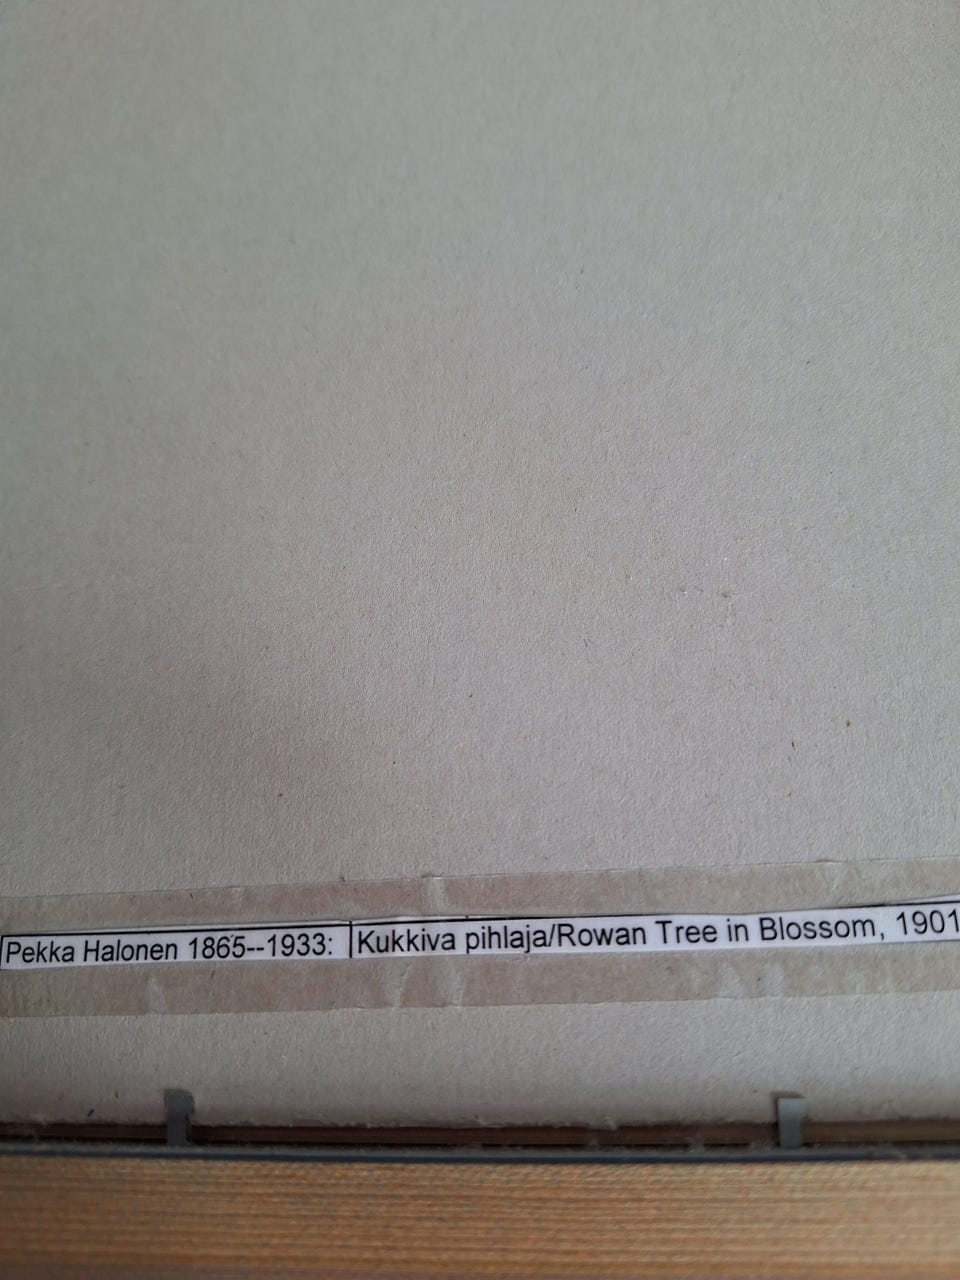 Pekka Halonen 1865--1933: Kukkiva pihlaja/Rowan Tree in Blossom, 1901